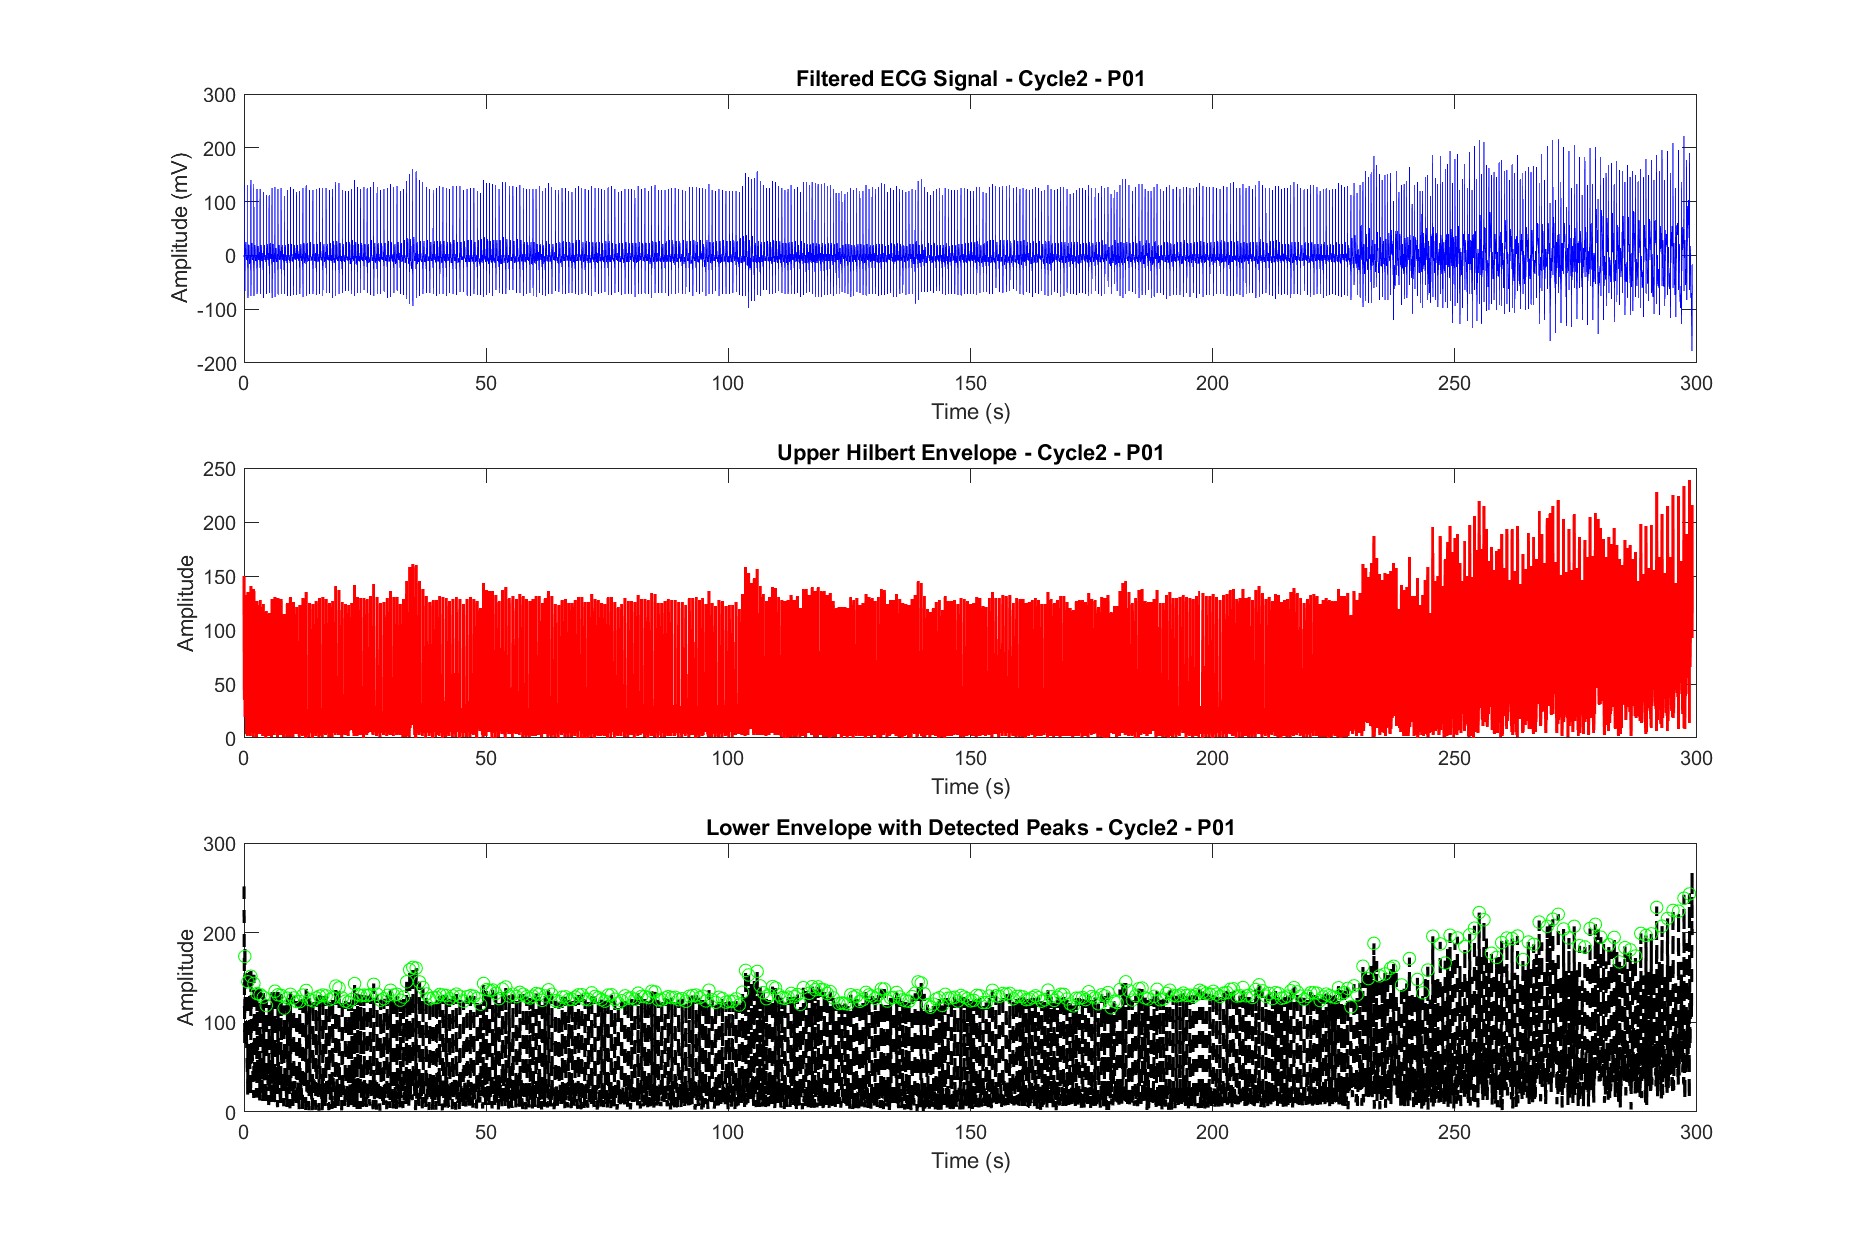 Filtered ECG Signal - Cycle2 - P01
300
200
100
0
-100
-200
Amplitude (mV)
0 50 100 150 200 250 300
Time (s)
Upper Hilbert Envelope - Cycle2 - P01
250
200
150
100
50
0
Amplitude
0 50 100 150 200 250 300
Time (s)
Lower Envelope with Detected Peaks - Cycle2 - P01
300
200
100
0
Amplitude
0 50 100 150 200 250 300
Time (s)